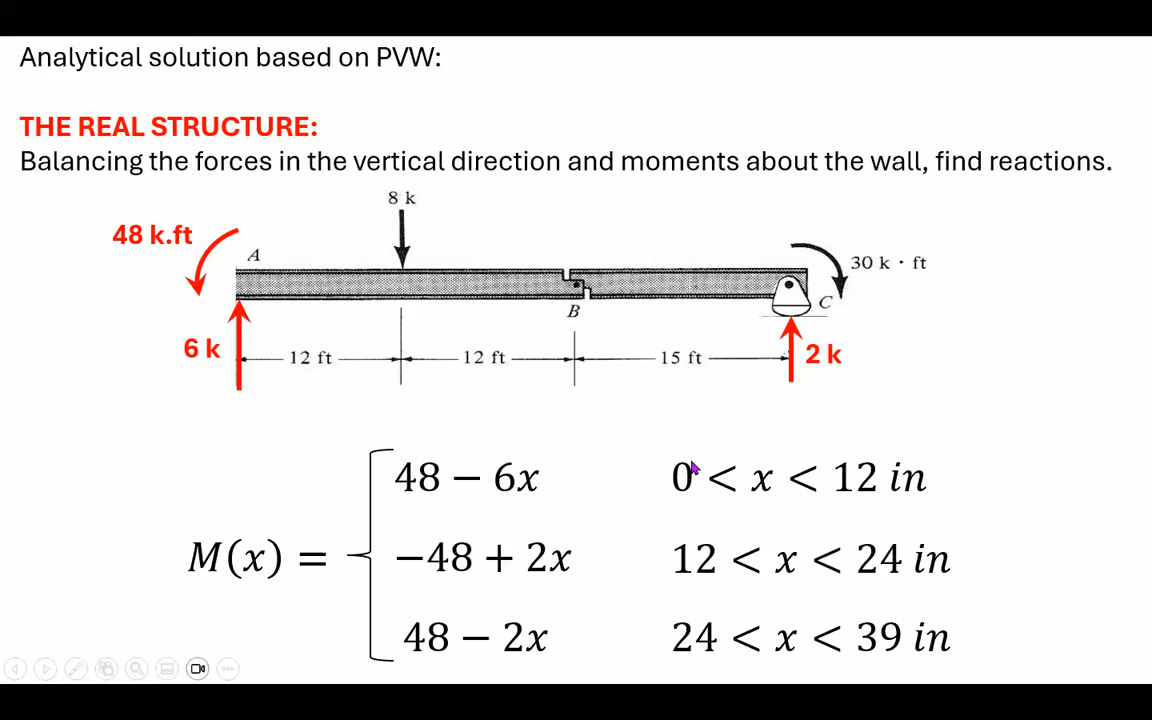 Analytical solution based on PVW:
THE REAL STRUCTURE:
Balancing the forces in the vertical direction and moments about the wall, find reactions.
8 k
48 k.ft
A
30 k · ft
C
B
6 k
12 ft
12 ft
15 ft
2 k
48 − 6x 0 < x < 12 in
M(x) = −48 + 2x 12 < x < 24 in
48 − 2x 24 < x < 39 in